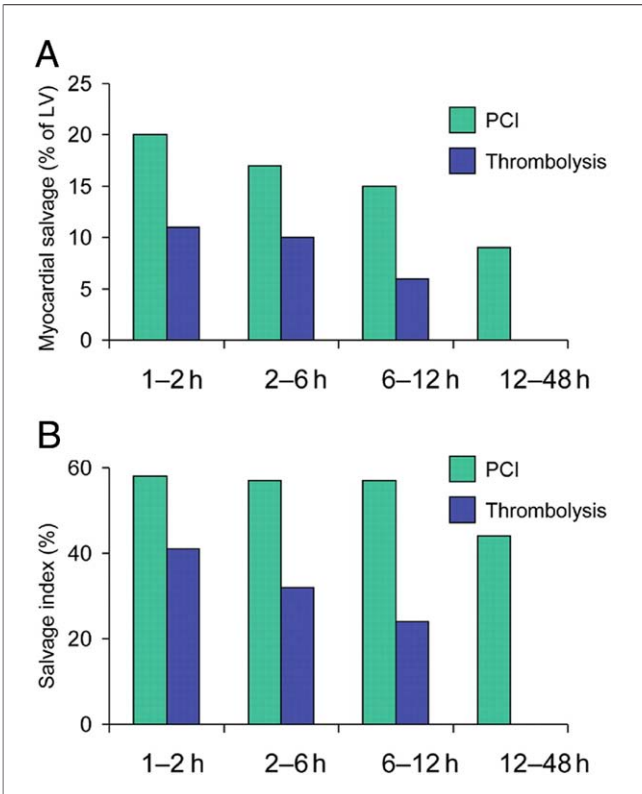 A
Myocardial salvage (% of LV)
25
20
15
10
5
0
PCI
Thrombolysis
1–2 h 2–6 h 6–12 h 12–48 h
B
Salvage index (%)
60
40
20
0
PCI
Thrombolysis
1–2 h 2–6 h 6–12 h 12–48 h